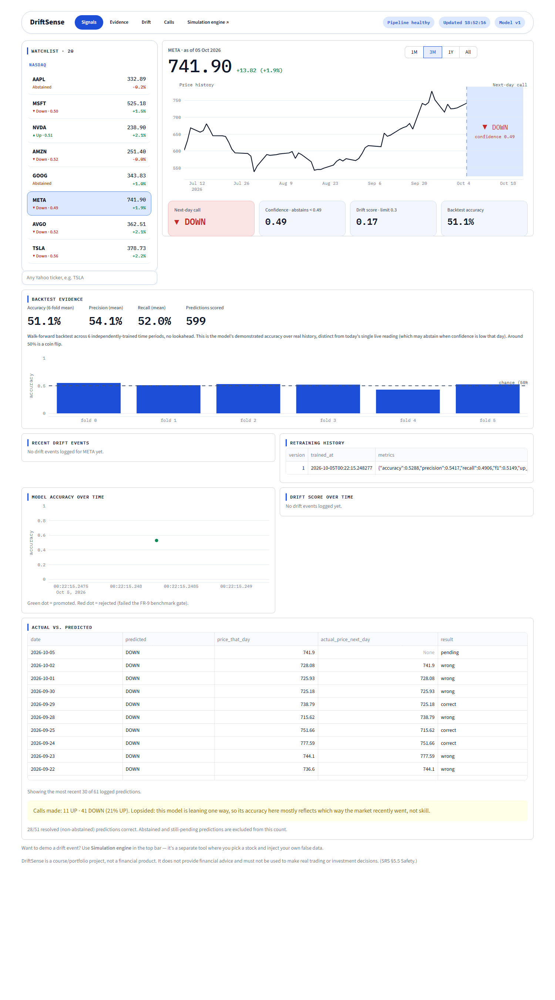 DriftSense
Signals
Evidence
Drift
Calls
Simulation engine ↗
Pipeline healthy
Updated 18:52:16
Model v1
WATCHLIST · 20
NASDAQ
AAPL 332.89
Abstained -0.2%
MSFT 525.18
▼ Down · 0.50 +1.5%
NVDA 238.90
▲ Up · 0.51 +2.1%
AMZN 251.40
▼ Down · 0.52 -0.0%
GOOG 343.83
Abstained +1.0%
META 741.90
▼ Down · 0.49 +1.9%
AVGO 362.51
▼ Down · 0.52 +2.1%
TSLA 378.73
▼ Down · 0.56 +2.2%
Any Yahoo ticker, e.g. TSLA
META · as of 05 Oct 2026
1M 3M 1Y All
741.90 +13.82 (+1.9%)
Price history
Next-day call
750
700
650
600
550
▼ DOWN
confidence 0.49
Jul 12 Jul 26 Aug 9 Aug 23 Sep 6 Sep 20 Oct 4 Oct 18
2026
Next-day call
▼ DOWN
Confidence · abstains < 0.49
0.49
Drift score · limit 0.3
0.17
Backtest accuracy
51.1%
BACKTEST EVIDENCE
Accuracy (6-fold mean) Precision (mean) Recall (mean) Predictions scored
51.1% 54.1% 52.0% 599
Walk-forward backtest across 6 independently-trained time periods, no lookahead. This is the model's demonstrated accuracy over real history, distinct from today's single live reading (which may abstain when confidence is low that day). Around
50% is a coin flip.
1
0.5
0
accuracy
chance (50%
fold 0 fold 1 fold 2 fold 3 fold 4 fold 5
RECENT DRIFT EVENTS
No drift events logged for META yet.
RETRAINING HISTORY
version trained_at metrics
1 2026-10-05T00:22:15.248277 {"accuracy":0.5288,"precision":0.5417,"recall":0.4906,"f1":0.5149,"up_
MODEL ACCURACY OVER TIME
1
0.8
0.6
0.4
0.2
0
accuracy
00:22:15.2475 00:22:15.248 00:22:15.2485 00:22:15.249
Oct 5, 2026
Green dot = promoted. Red dot = rejected (failed the FR-9 benchmark gate).
DRIFT SCORE OVER TIME
No drift events logged yet.
ACTUAL VS. PREDICTED
date predicted price_that_day actual_price_next_day result
2026-10-05 DOWN 741.9 None pending
2026-10-02 DOWN 728.08 741.9 wrong
2026-10-01 DOWN 725.93 728.08 wrong
2026-09-30 DOWN 725.18 725.93 wrong
2026-09-29 DOWN 738.79 725.18 correct
2026-09-28 DOWN 715.62 738.79 wrong
2026-09-25 DOWN 751.66 715.62 correct
2026-09-24 DOWN 777.59 751.66 correct
2026-09-23 DOWN 744.1 777.59 wrong
2026-09-22 DOWN 736.6 744.1 wrong
Showing the most recent 30 of 61 logged predictions.
Calls made: 11 UP · 41 DOWN (21% UP). Lopsided: this model is leaning one way, so its accuracy here mostly reflects which way the market recently went, not skill.
28/51 resolved (non-abstained) predictions correct. Abstained and still-pending predictions are excluded from this count.
Want to demo a drift event? Use Simulation engine in the top bar — it's a separate tool where you pick a stock and inject your own false data.
DriftSense is a course/portfolio project, not a financial product. It does not provide financial advice and must not be used to make real trading or investment decisions. (SRS §5.5 Safety.)